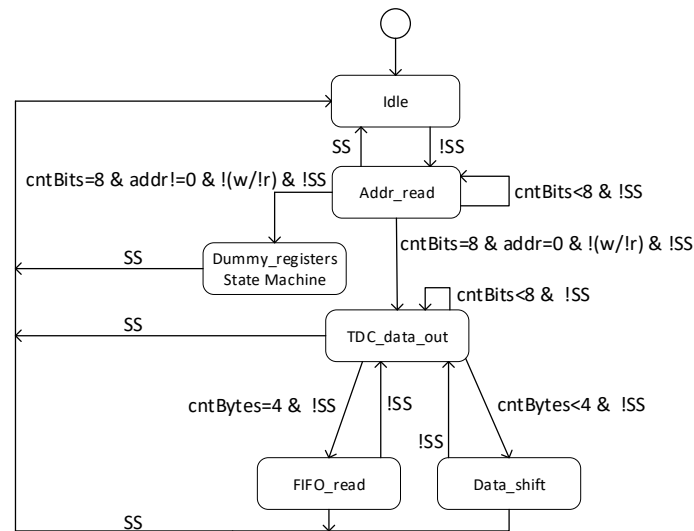 Idle
SS
!SS
cntBits=8 & addr!=0 & !(w/!r) & !SS
Addr_read
cntBits<8 & !SS
cntBits=8 & addr=0 & !(w/!r) & !SS
Dummy_registers
State Machine
SS
cntBits<8 &  !SS
TDC_data_out
SS
cntBytes=4 &  !SS
!SS
cntBytes<4 & !SS
!SS
FIFO_read
Data_shift
SS